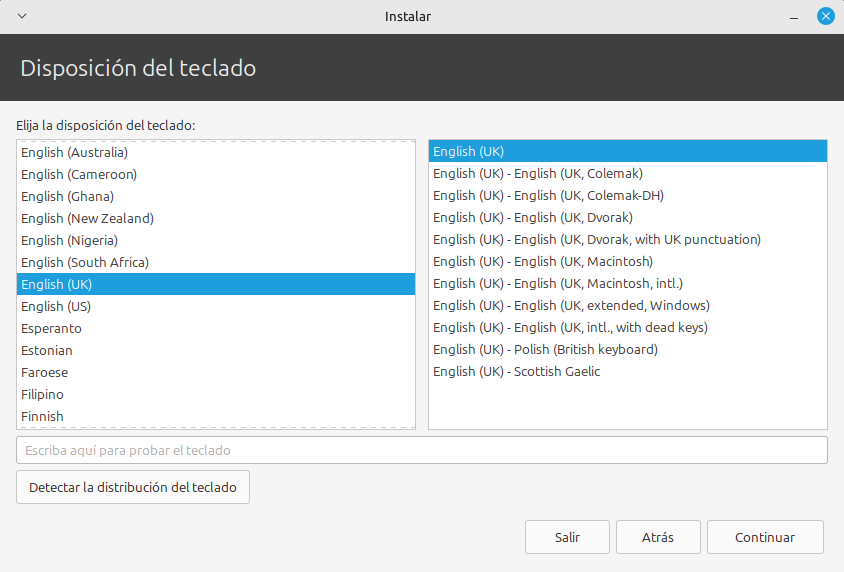 Instalar
Disposición del teclado
Elija la disposición del teclado:
English (Australia)
English (Cameroon)
English (Ghana)
English (New Zealand)
English (Nigeria)
English (South Africa)
English (UK)
English (US)
Esperanto
Estonian
Faroese
Filipino
Finnish
English (UK)
English (UK) - English (UK, Colemak)
English (UK) - English (UK, Colemak-DH)
English (UK) - English (UK, Dvorak)
English (UK) - English (UK, Dvorak, with UK punctuation)
English (UK) - English (UK, Macintosh)
English (UK) - English (UK, Macintosh, intl.)
English (UK) - English (UK, extended, Windows)
English (UK) - English (UK, intl., with dead keys)
English (UK) - Polish (British keyboard)
English (UK) - Scottish Gaelic
Escriba aquí para probar el teclado
Detectar la distribución del teclado
Salir
Atrás
Continuar